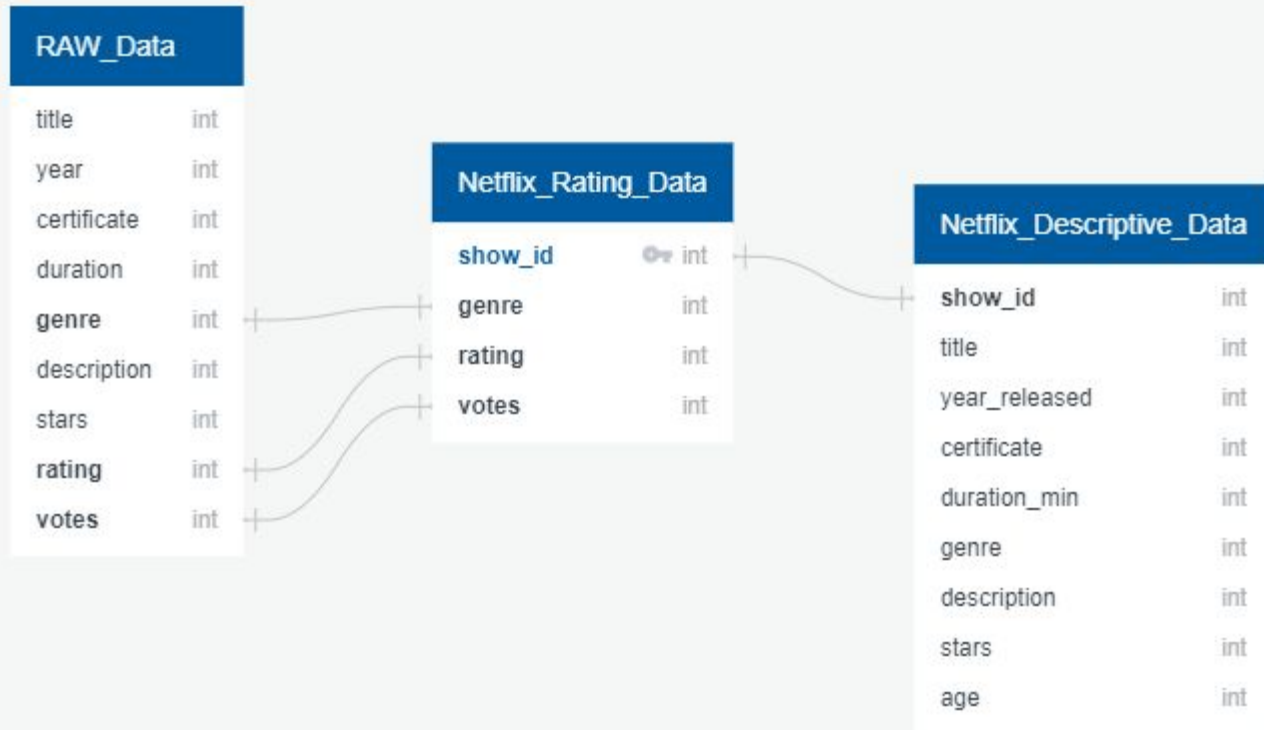 RAW_Data
title int
year int
certificate int
duration int
genre int
description int
stars int
rating int
votes int
Netflix_Rating_Data
show_id int
genre int
rating int
votes int
Netflix_Descriptive_Data
show_id int
title int
year_released int
certificate int
duration_min int
genre int
description int
stars int
age int